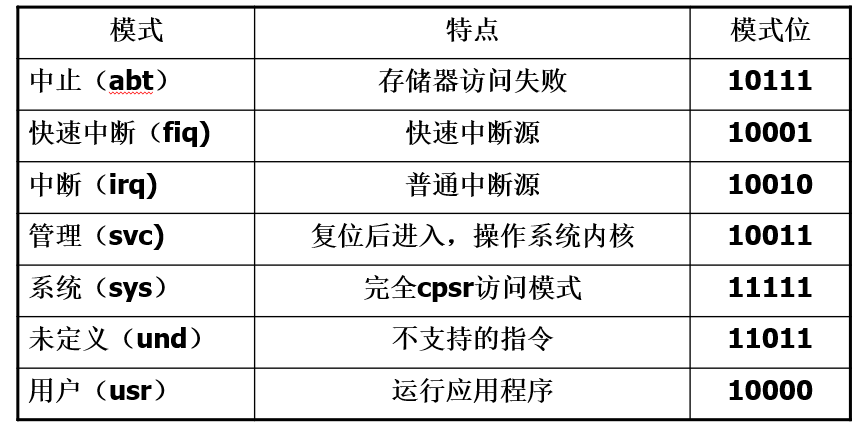 模式 特点 模式位
中止（abt） 存储器访问失败 10111
快速中断（fiq) 快速中断源 10001
中断（irq) 普通中断源 10010
管理（svc) 复位后进入，操作系统内核 10011
系统（sys） 完全cpsr访问模式 11111
未定义（und） 不支持的指令 11011
用户（usr） 运行应用程序 10000